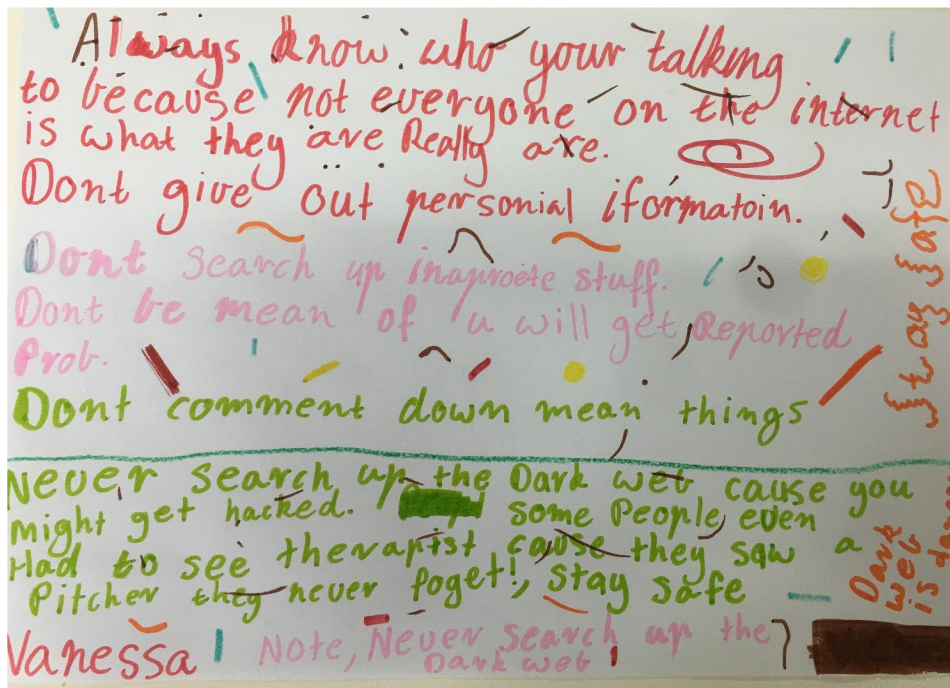 Always know who your talking
to because not everyone on the internet
is what they are Really are.
Dont give out personial iformatoin.
Dont search up inaproete stuff.
Dont be mean of u will get Reported
Prob.
Dont comment down mean things
Never search up the Dark web cause you
might get hacked. some People even
Had to see therapist cause they saw a
Pitcher they never foget!, stay safe
Vanessa
Note, Never search up the
Dark web
Stay Safe
Dark
web
is